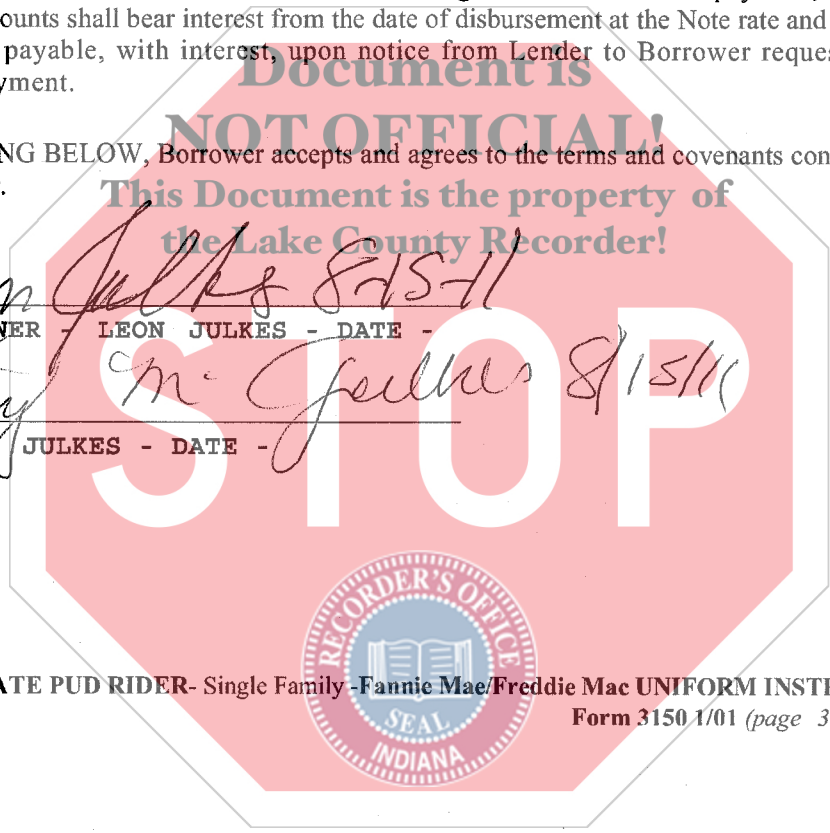 ounts shall bear interest from the date of disbursement at the Note rate and
payable, with interest, upon notice from Lender to Borrower reques
yment.
Document is
NOT OFFICIAL!
NG BELOW, Borrower accepts and agrees to the terms and covenants con
This Document is the property of
the Lake County Recorder!
Julkes 8-15-11
NER - LEON JULKES - DATE -
STOP
Mc Julkes 8/15/11
JULKES - DATE -
RECORDER'S OFFICE
SEAL
INDIANA
ATE PUD RIDER- Single Family -Fannie Mae/Freddie Mac UNIFORM INSTR
Form 3150 1/01 (page 3